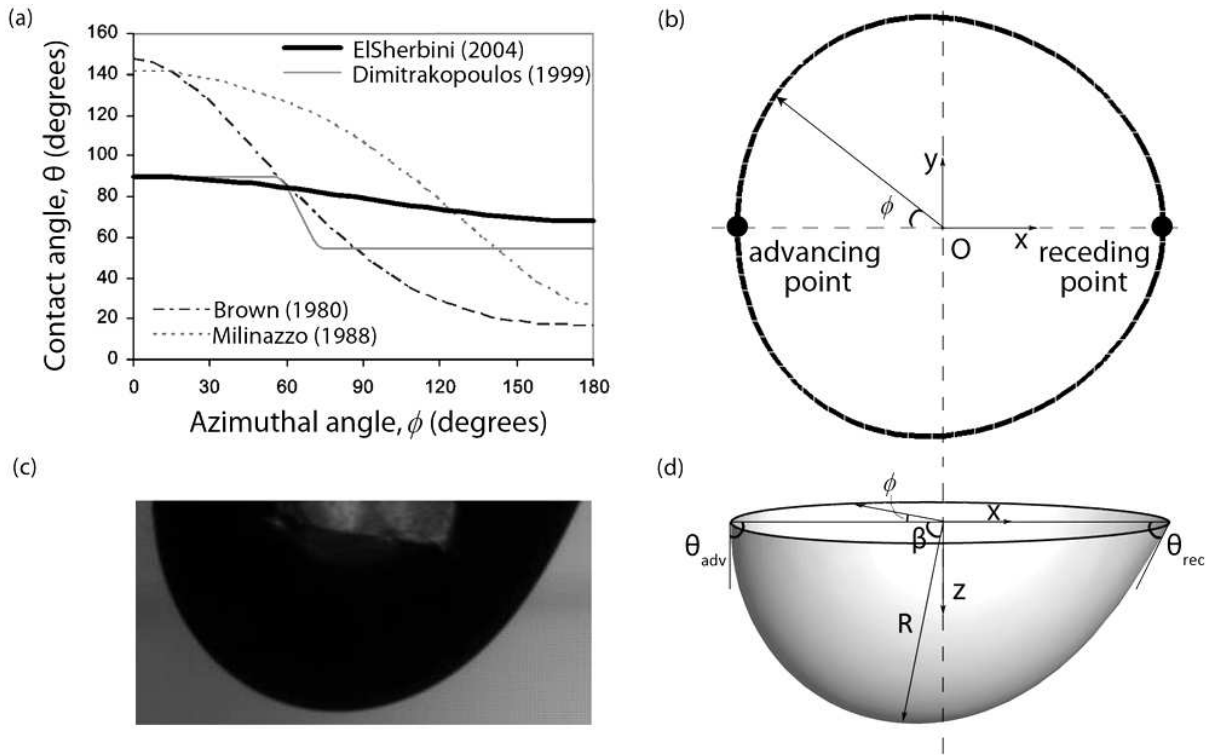 (a)
Contact angle, θ (degrees)
160
140
120
100
80
60
40
20
0
ElSherbini (2004)
Dimitrakopoulos (1999)
Brown (1980)
Milinazzo (1988)
0 30 60 90 120 150 180
Azimuthal angle, ϕ (degrees)
(b)
y
ϕ
O
x
advancing
point
receding
point
(c)
(d)
ϕ
x
β
θadv
θrec
R
z